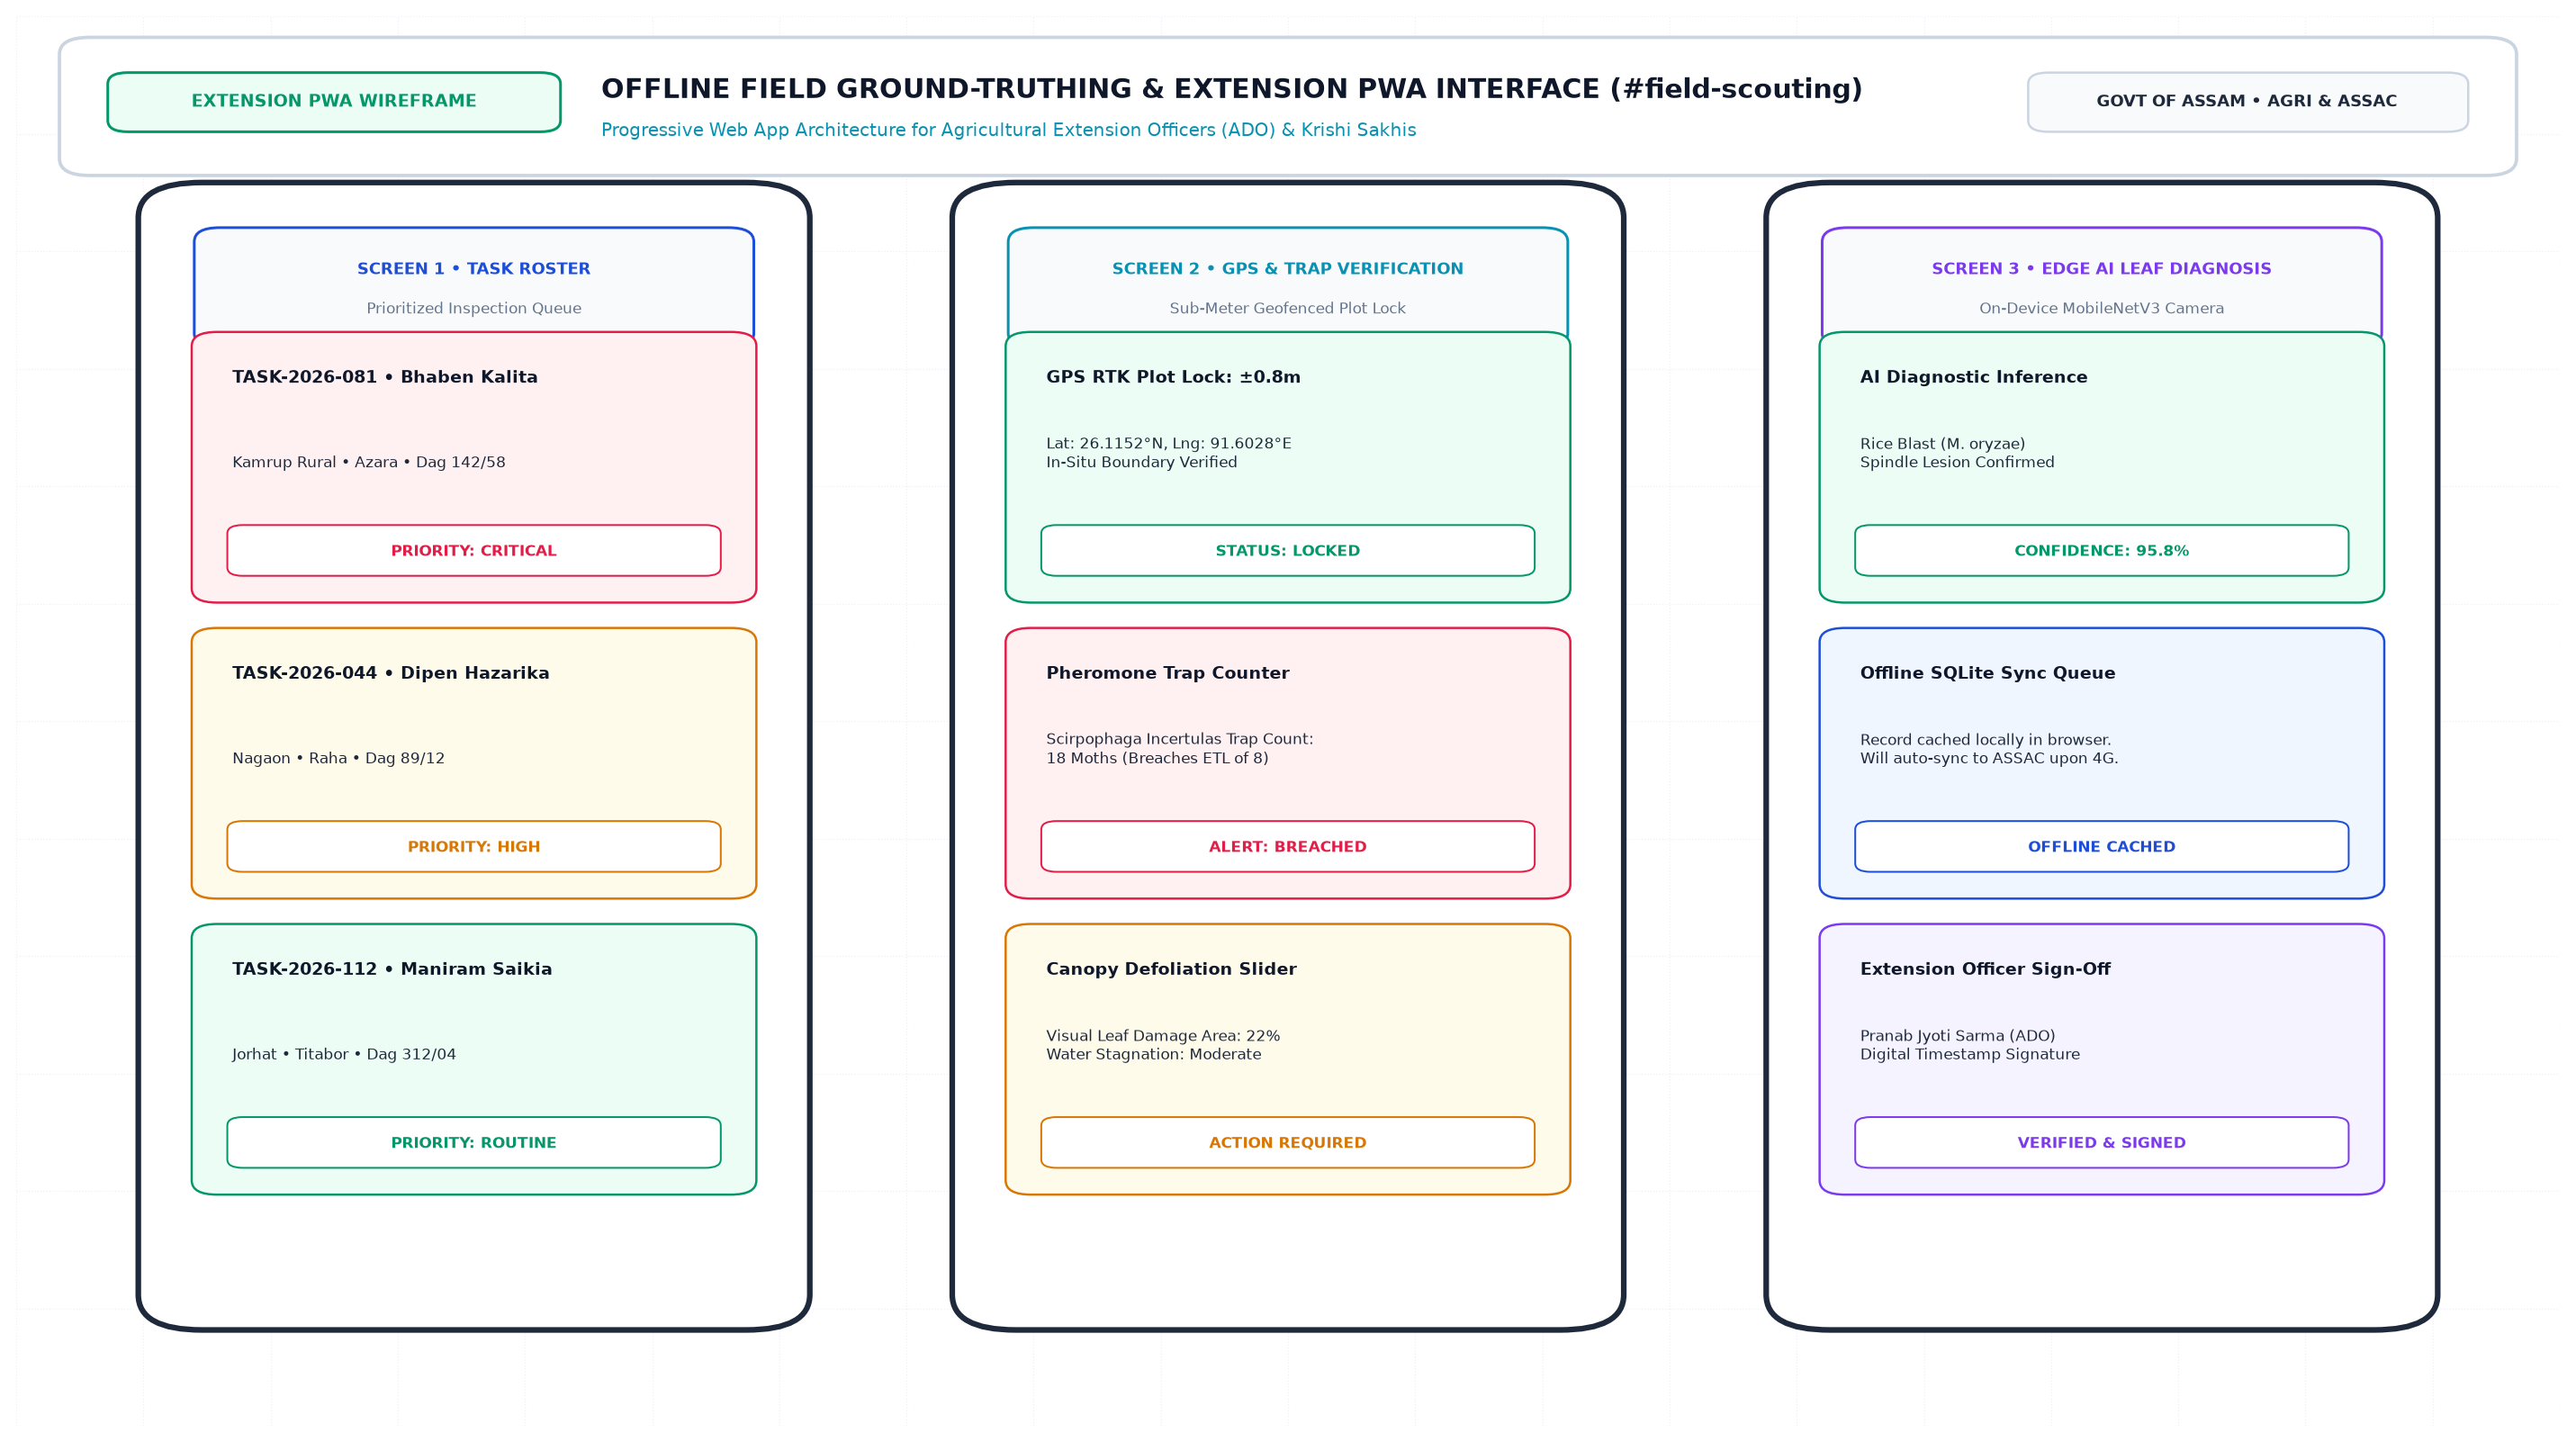 EXTENSION PWA WIREFRAME
OFFLINE FIELD GROUND-TRUTHING & EXTENSION PWA INTERFACE (#field-scouting)
Progressive Web App Architecture for Agricultural Extension Officers (ADO) & Krishi Sakhis
GOVT OF ASSAM • AGRI & ASSAC
SCREEN 1 • TASK ROSTER
Prioritized Inspection Queue
TASK-2026-081 • Bhaben Kalita
Kamrup Rural • Azara • Dag 142/58
PRIORITY: CRITICAL
TASK-2026-044 • Dipen Hazarika
Nagaon • Raha • Dag 89/12
PRIORITY: HIGH
TASK-2026-112 • Maniram Saikia
Jorhat • Titabor • Dag 312/04
PRIORITY: ROUTINE
SCREEN 2 • GPS & TRAP VERIFICATION
Sub-Meter Geofenced Plot Lock
GPS RTK Plot Lock: ±0.8m
Lat: 26.1152°N, Lng: 91.6028°E
In-Situ Boundary Verified
STATUS: LOCKED
Pheromone Trap Counter
Scirpophaga Incertulas Trap Count:
18 Moths (Breaches ETL of 8)
ALERT: BREACHED
Canopy Defoliation Slider
Visual Leaf Damage Area: 22%
Water Stagnation: Moderate
ACTION REQUIRED
SCREEN 3 • EDGE AI LEAF DIAGNOSIS
On-Device MobileNetV3 Camera
AI Diagnostic Inference
Rice Blast (M. oryzae)
Spindle Lesion Confirmed
CONFIDENCE: 95.8%
Offline SQLite Sync Queue
Record cached locally in browser.
Will auto-sync to ASSAC upon 4G.
OFFLINE CACHED
Extension Officer Sign-Off
Pranab Jyoti Sarma (ADO)
Digital Timestamp Signature
VERIFIED & SIGNED